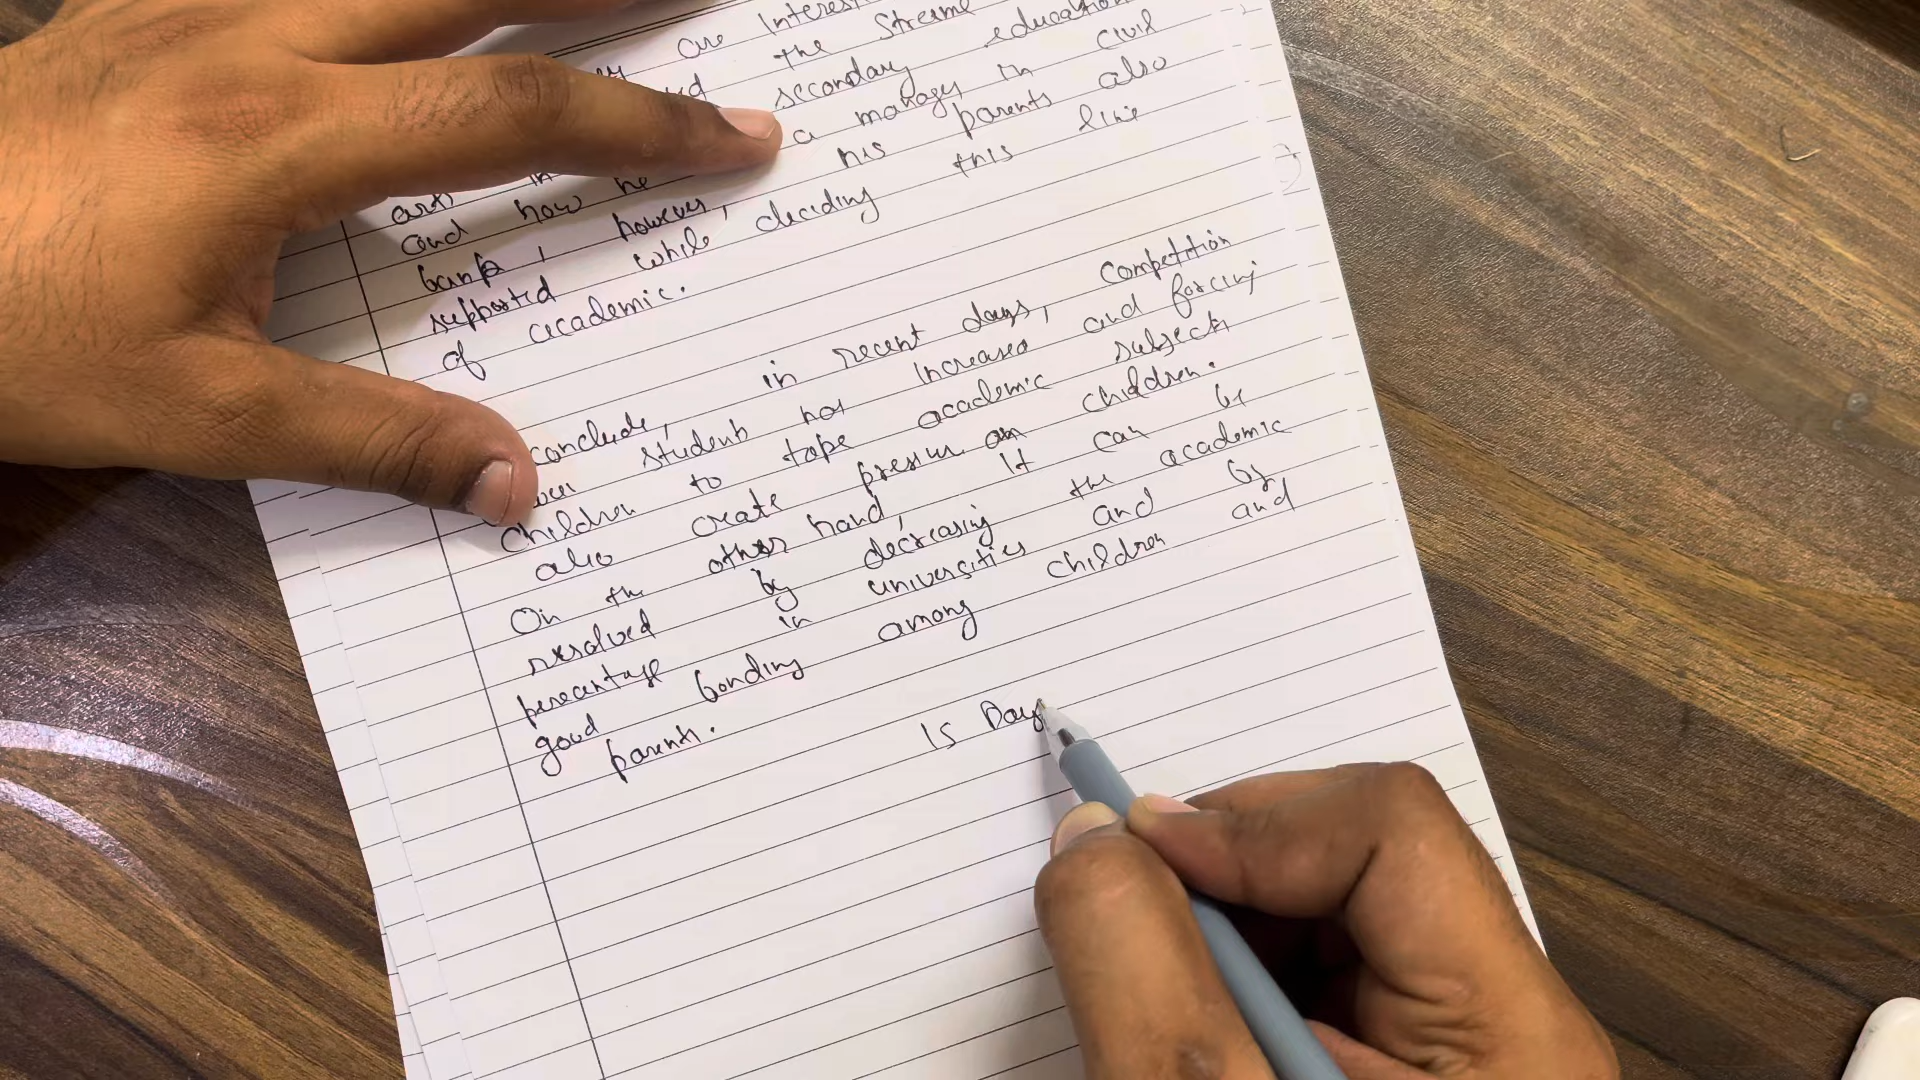 are Interest
the Streame
secondary education
a manager in civil
and how he his parents also
bank, however, this line
supported while deciding
of academic.
conclude, in recent days, competition
students has increased and forcing
children to take academic subjects
also create pressure on children.
On the other hand, it can be
resolved by decreasing the academic
percentage in universities and by
good bonding among children and
parents.
15 Day